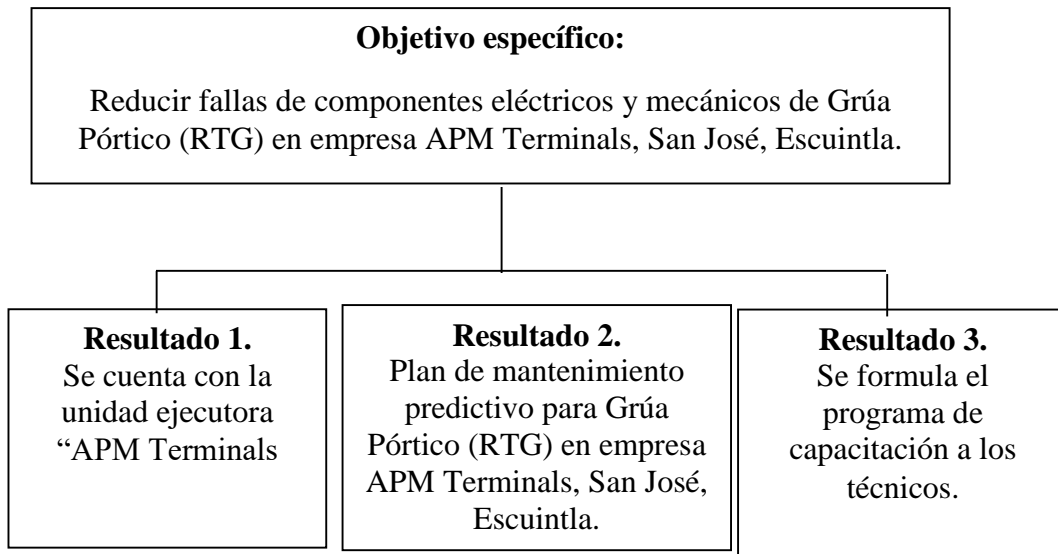 Objetivo específico:
Reducir fallas de componentes eléctricos y mecánicos de Grúa
Pórtico (RTG) en empresa APM Terminals, San José, Escuintla.
Resultado 1.
Se cuenta con la
unidad ejecutora
“APM Terminals
Resultado 2.
Plan de mantenimiento
predictivo para Grúa
Pórtico (RTG) en empresa
APM Terminals, San José,
Escuintla.
Resultado 3.
Se formula el
programa de
capacitación a los
técnicos.